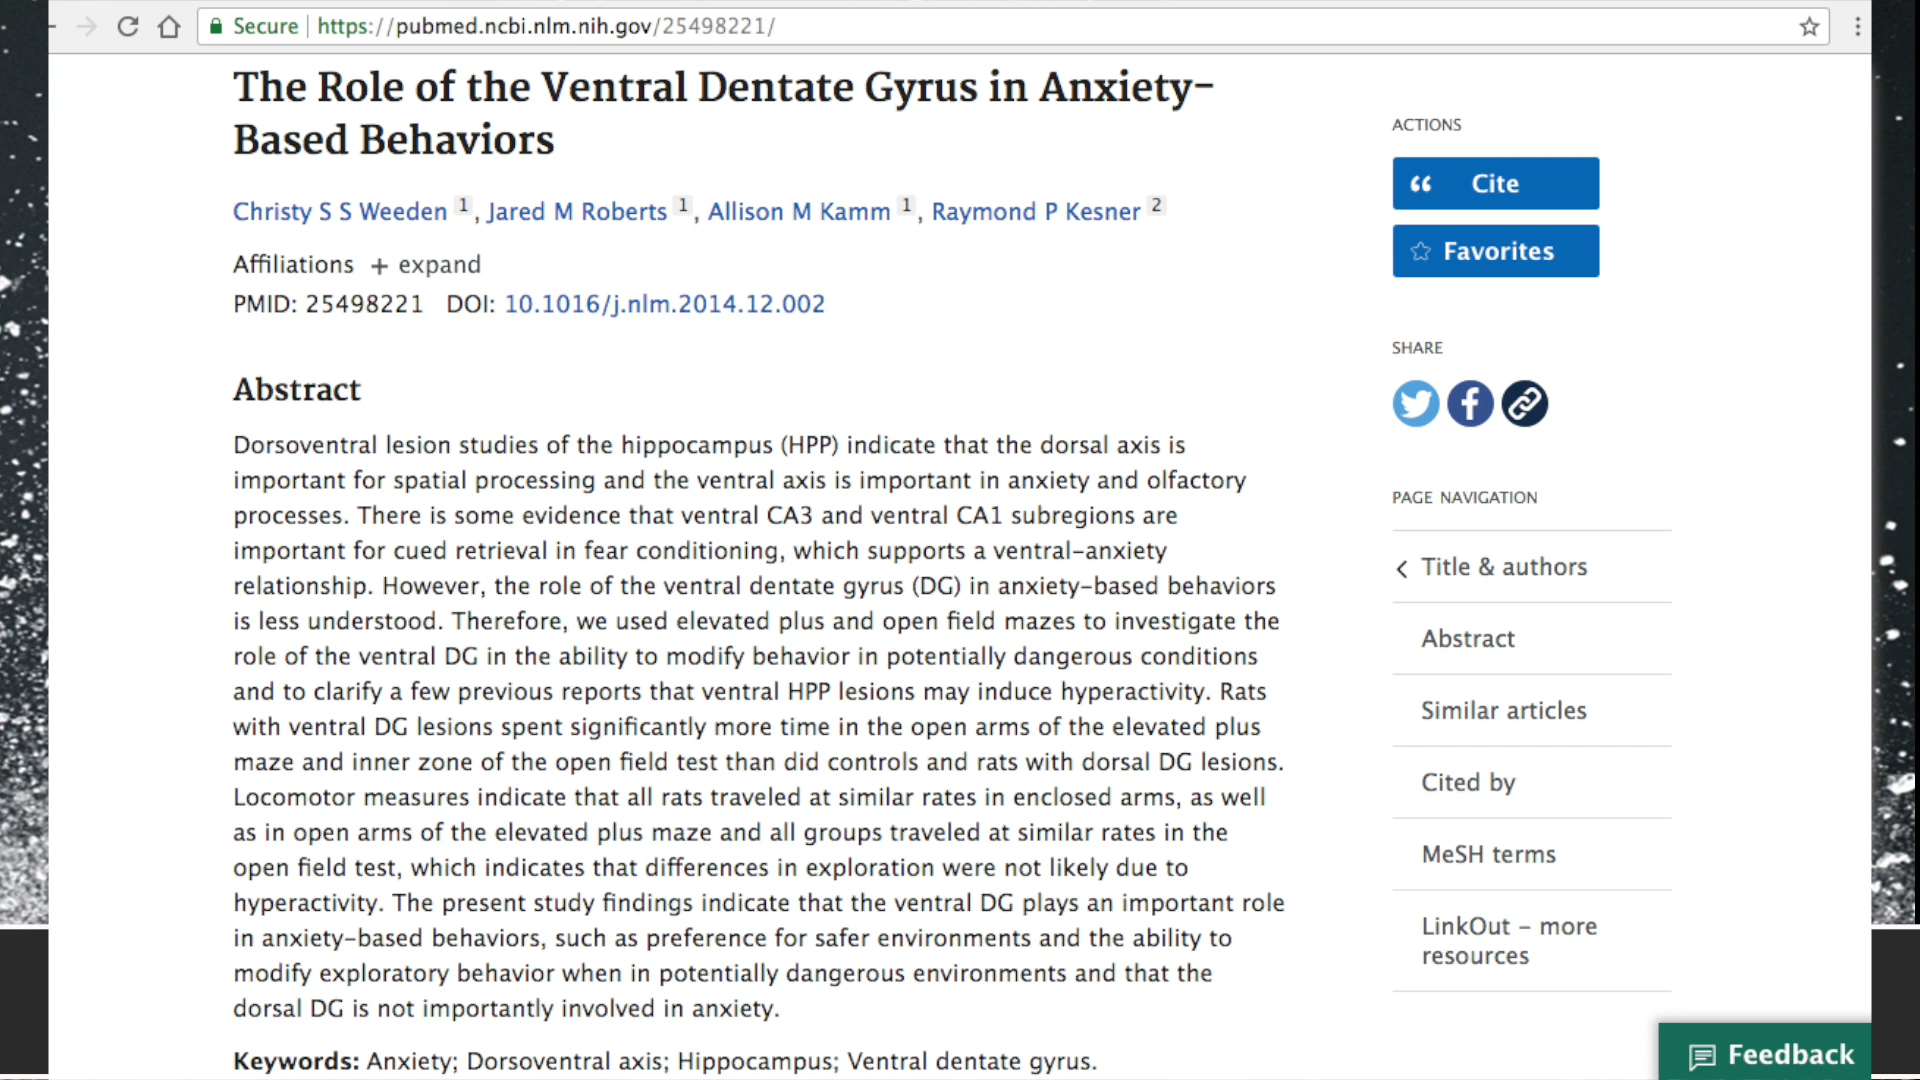 Secure https://pubmed.ncbi.nlm.nih.gov/25498221/
The Role of the Ventral Dentate Gyrus in Anxiety-
Based Behaviors
Christy S S Weeden 1 , Jared M Roberts 1 , Allison M Kamm 1 , Raymond P Kesner 2
Affiliations + expand
PMID: 25498221 DOI: 10.1016/j.nlm.2014.12.002
Abstract
Dorsoventral lesion studies of the hippocampus (HPP) indicate that the dorsal axis is
important for spatial processing and the ventral axis is important in anxiety and olfactory
processes. There is some evidence that ventral CA3 and ventral CA1 subregions are
important for cued retrieval in fear conditioning, which supports a ventral-anxiety
relationship. However, the role of the ventral dentate gyrus (DG) in anxiety-based behaviors
is less understood. Therefore, we used elevated plus and open field mazes to investigate the
role of the ventral DG in the ability to modify behavior in potentially dangerous conditions
and to clarify a few previous reports that ventral HPP lesions may induce hyperactivity. Rats
with ventral DG lesions spent significantly more time in the open arms of the elevated plus
maze and inner zone of the open field test than did controls and rats with dorsal DG lesions.
Locomotor measures indicate that all rats traveled at similar rates in enclosed arms, as well
as in open arms of the elevated plus maze and all groups traveled at similar rates in the
open field test, which indicates that differences in exploration were not likely due to
hyperactivity. The present study findings indicate that the ventral DG plays an important role
in anxiety-based behaviors, such as preference for safer environments and the ability to
modify exploratory behavior when in potentially dangerous environments and that the
dorsal DG is not importantly involved in anxiety.
Keywords: Anxiety; Dorsoventral axis; Hippocampus; Ventral dentate gyrus.
ACTIONS
Cite
Favorites
SHARE
PAGE NAVIGATION
Title & authors
Abstract
Similar articles
Cited by
MeSH terms
LinkOut – more
resources
Feedback